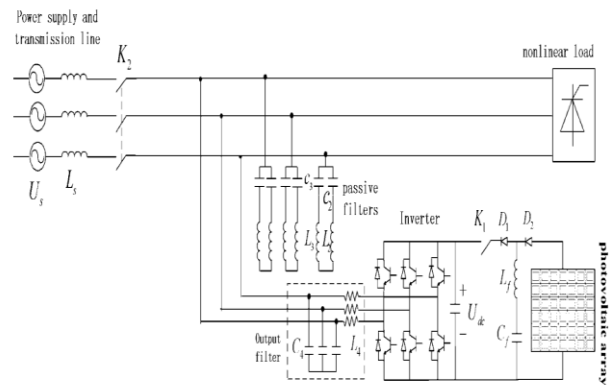 Power supply and
transmission line
K2
nonlinear load
Us
Ls
C3
C2
passive
filters
L3
L2
Inverter
K1
D1
D2
Lf
Cf
+
Udc
-
Output
filter
C4
L4
photovoltaic array